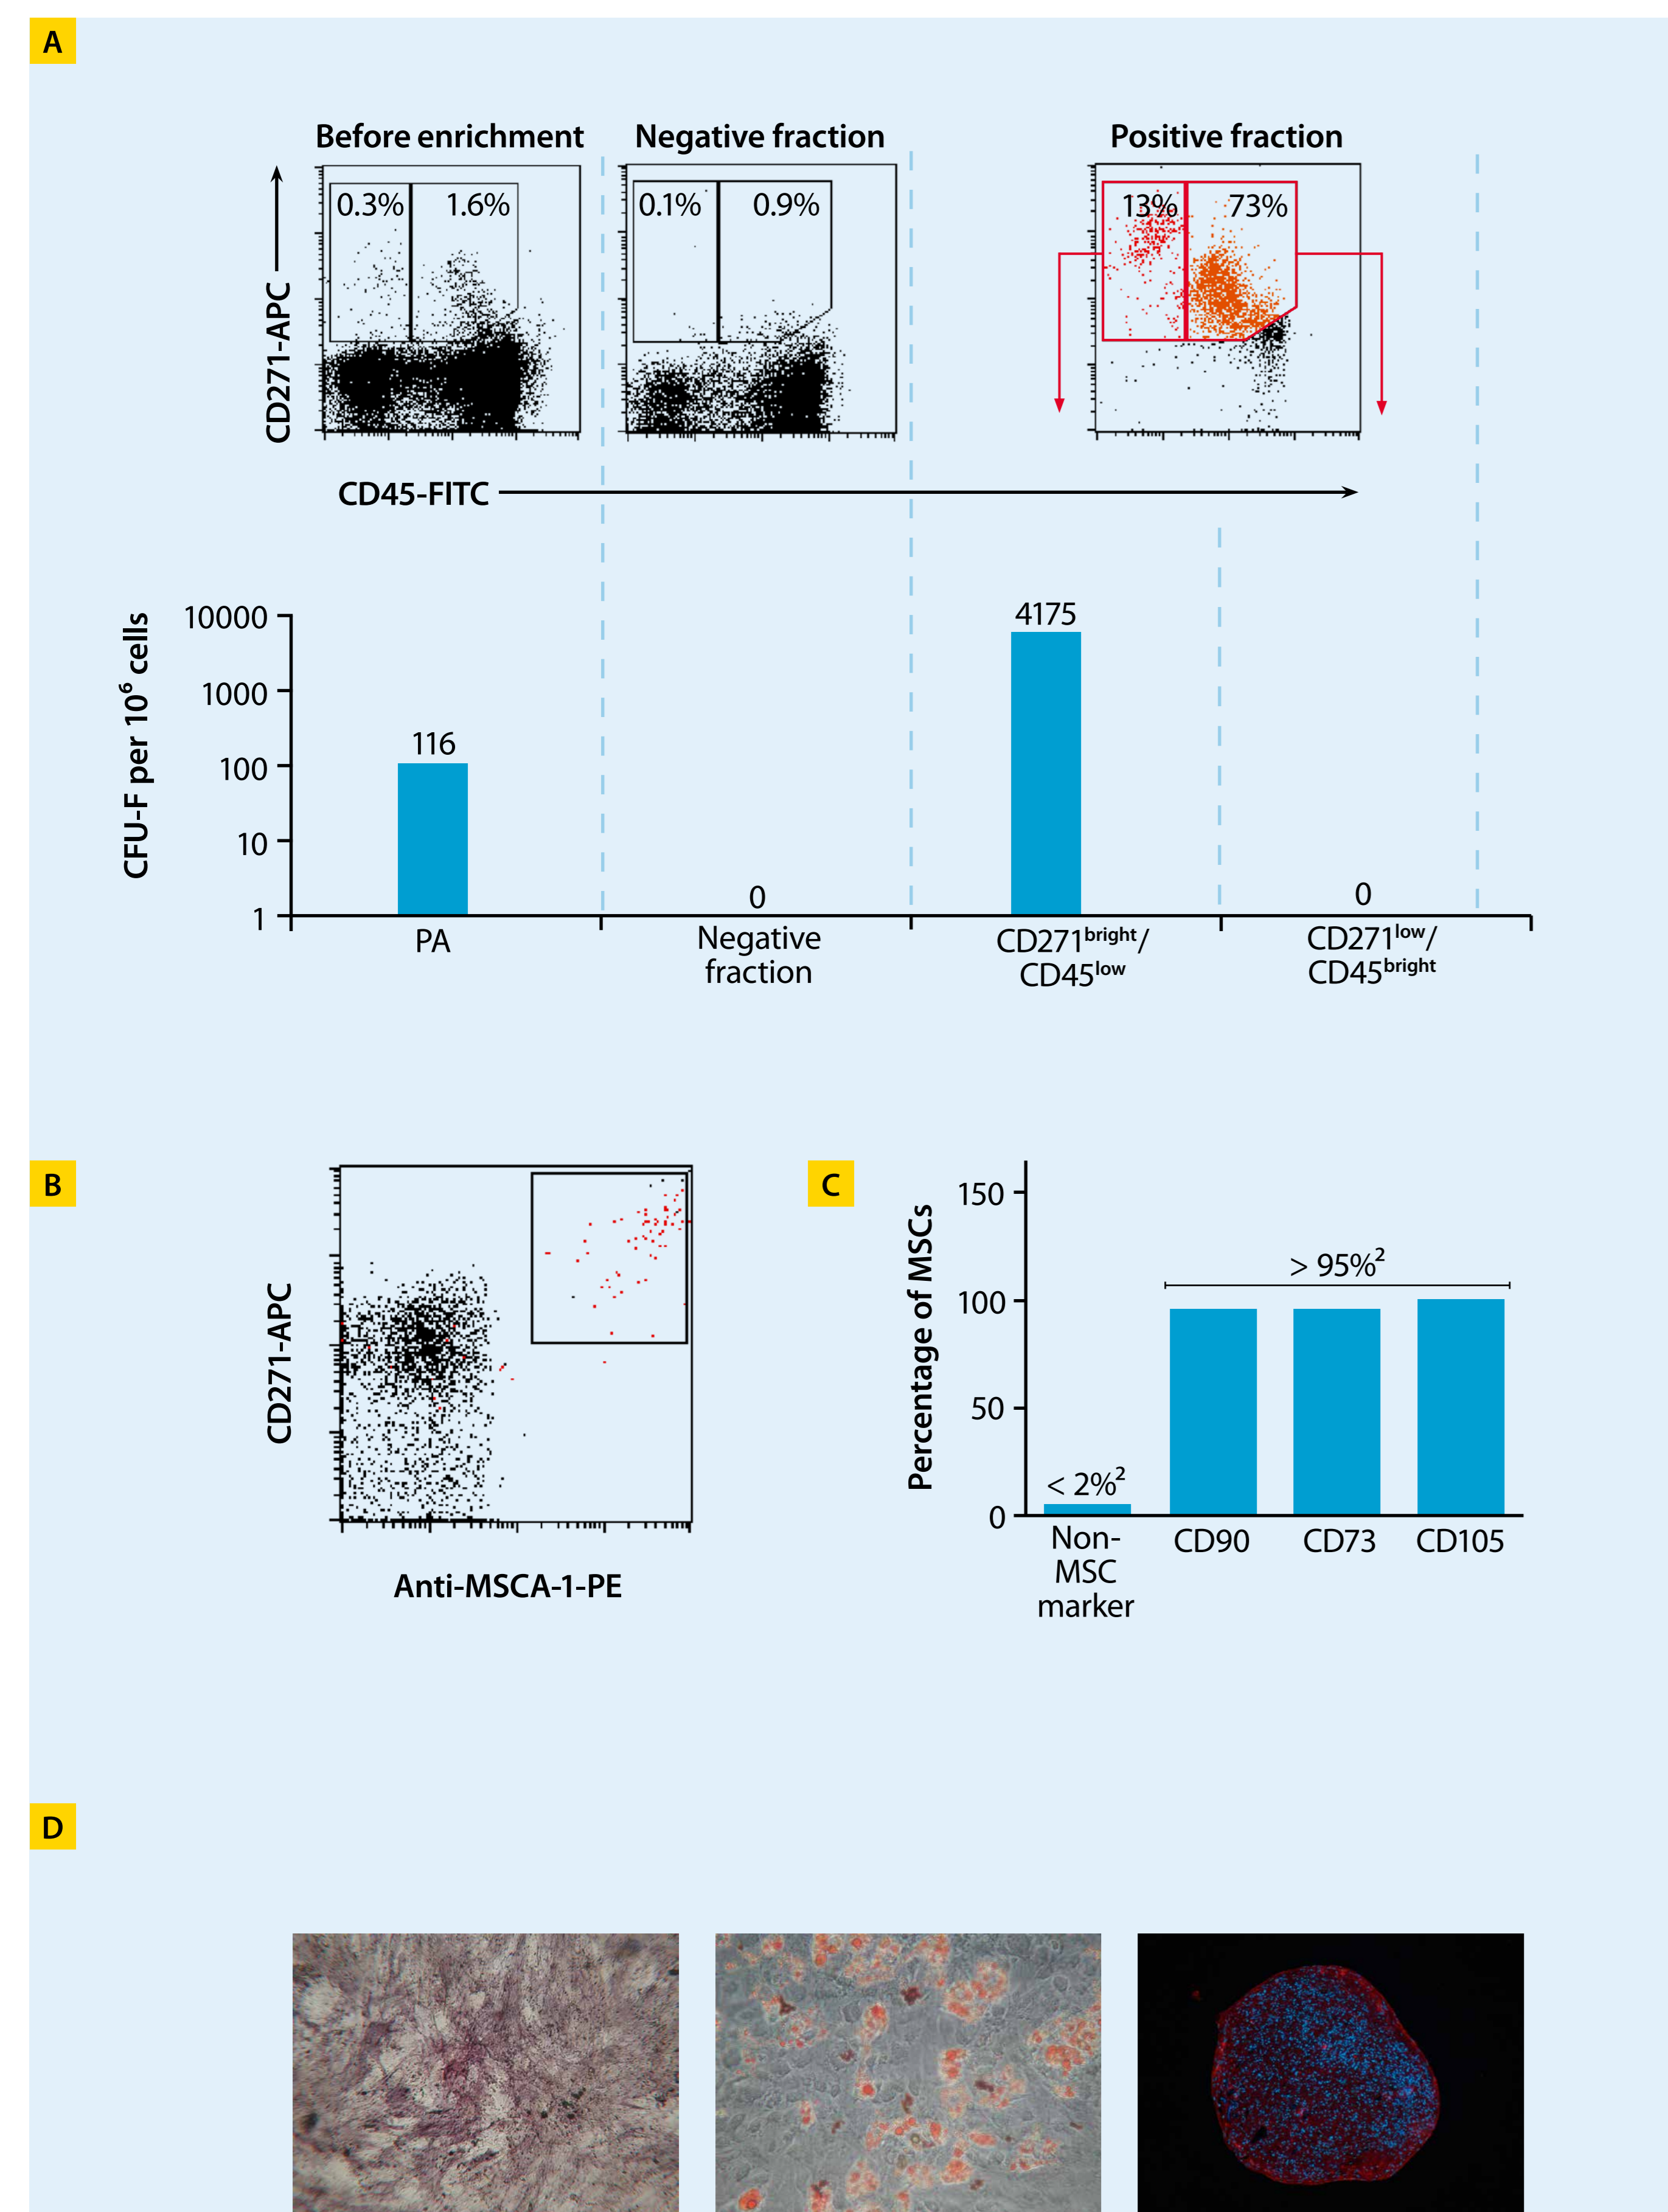 A
Before enrichment
Negative fraction
Positive fraction
0.3%
1.6%
0.1%
0.9%
13%
73%
CD271-APC
CD45-FITC
CFU-F per 10⁶ cells
10000
1000
100
10
1
116
0
4175
0
PA
Negative
fraction
CD271ᵇʳⁱᵍʰᵗ/
CD45ˡᵒʷ
CD271ˡᵒʷ/
CD45ᵇʳⁱᵍʰᵗ
B
CD271-APC
Anti-MSCA-1-PE
C
Percentage of MSCs
150
100
50
0
< 2%²
> 95%²
Non-
MSC
marker
CD90
CD73
CD105
D